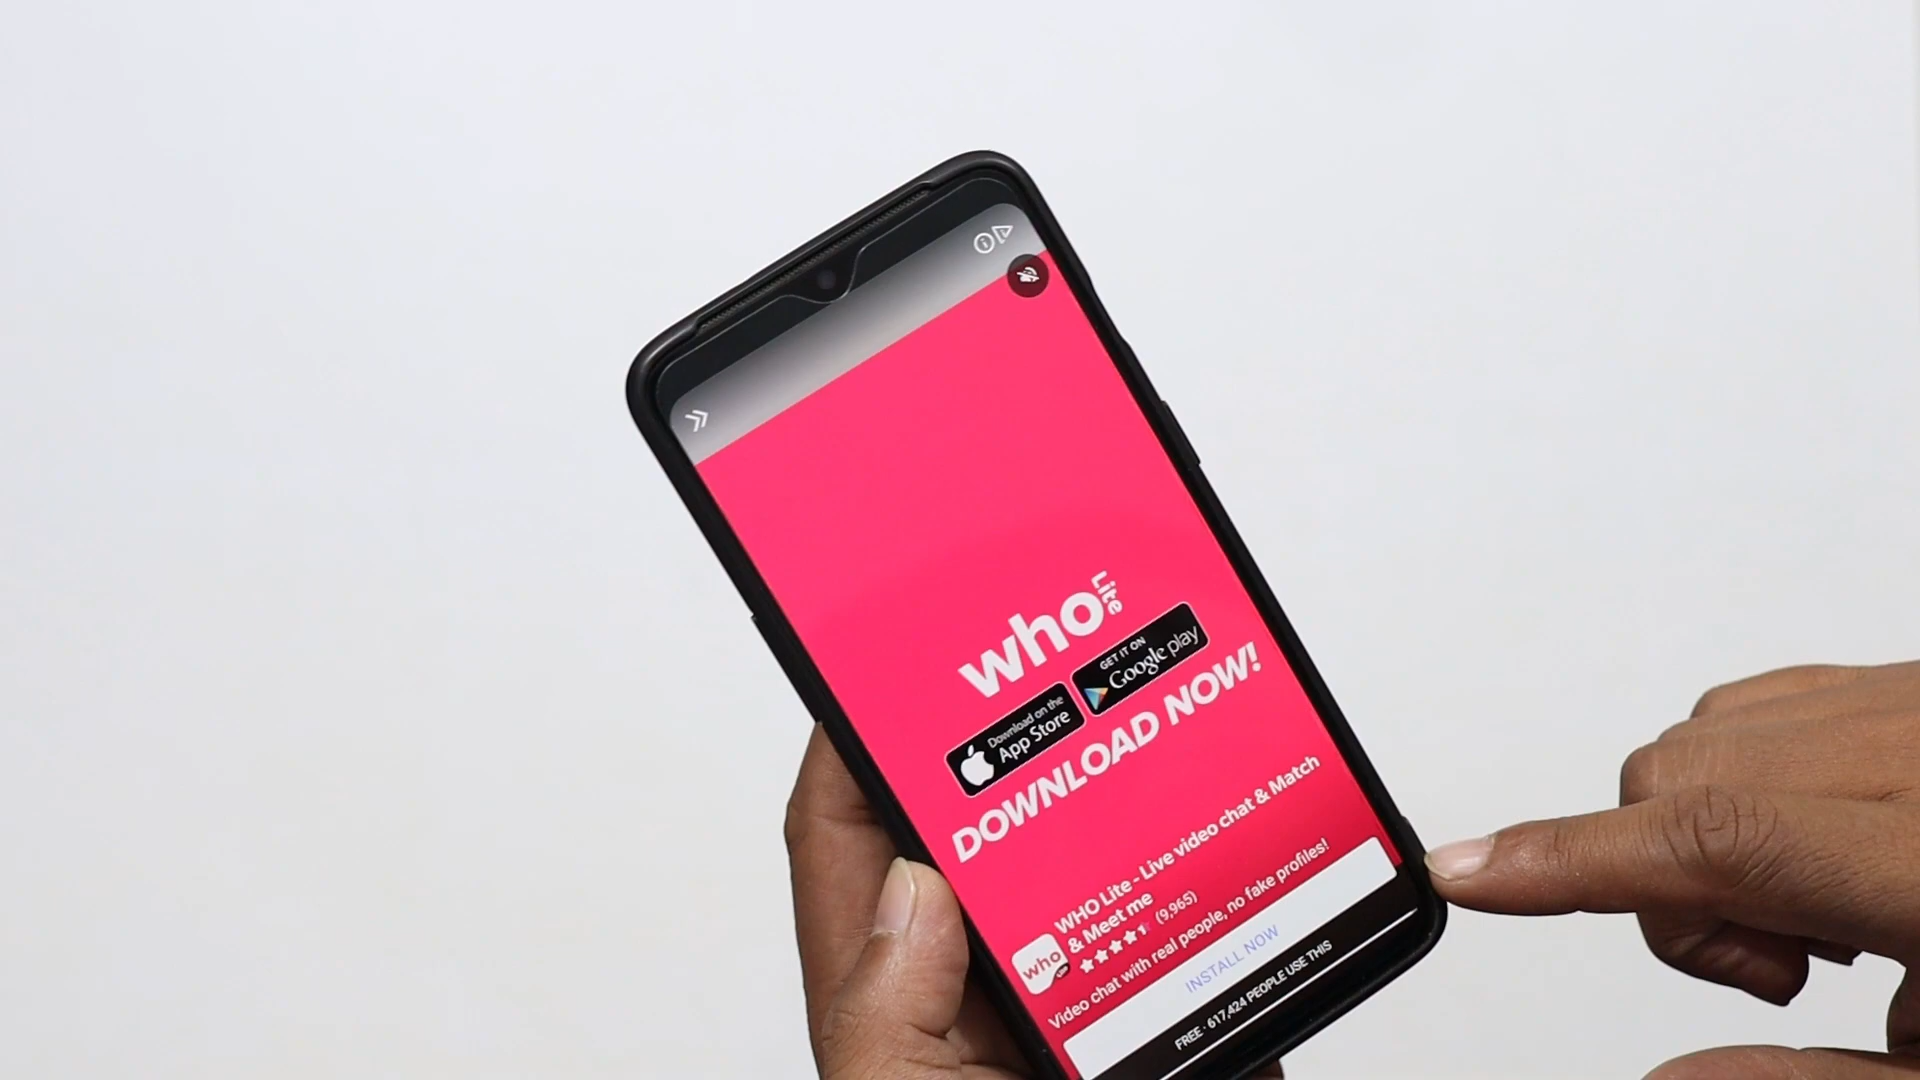 who Lite
Download on the
App Store
GET IT ON
Google play
DOWNLOAD NOW!
who
WHO Lite - Live video chat & Match
& Meet me
(9,965)
Video chat with real people, no fake profiles!
INSTALL NOW
FREE · 617,424 PEOPLE USE THIS